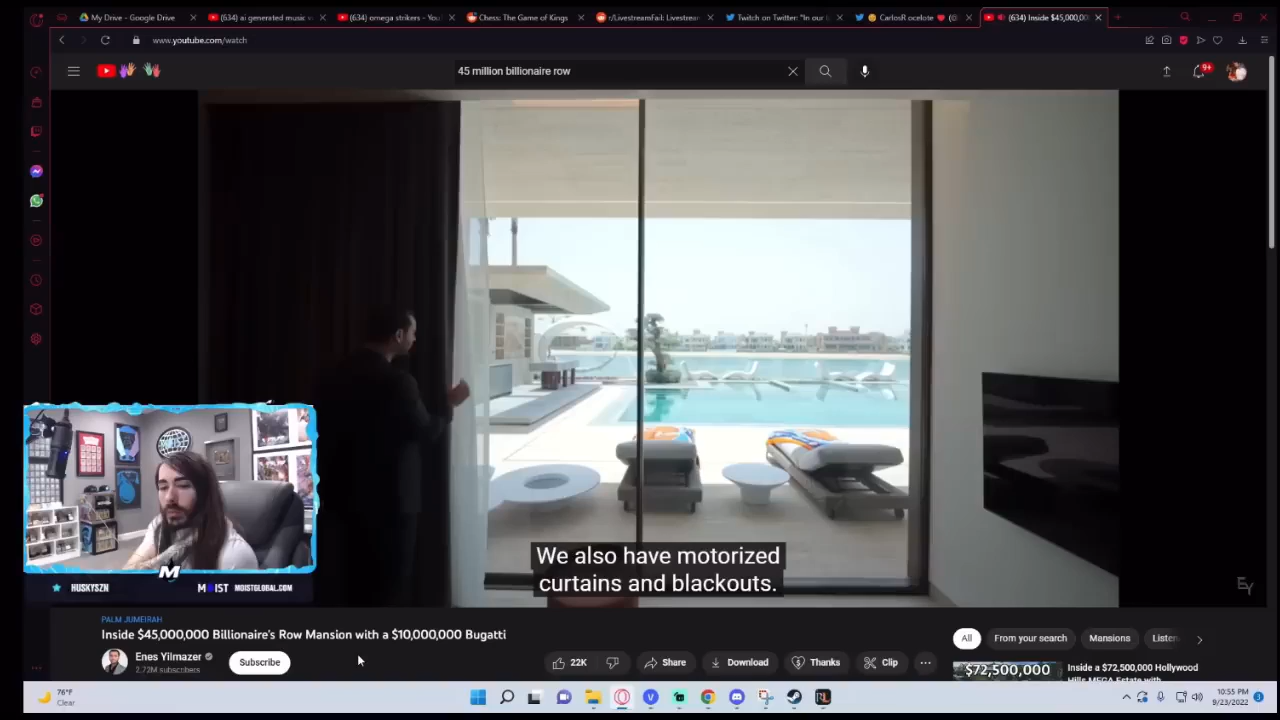 My Drive - Google Drive
(634) ai generated music v
(634) omega strikers - YouT
Chess: The Game of Kings
r/LivestreamFail: Livestream
Twitch on Twitter: "In our l
CarlosR ocelote
(634) Inside $45,000,000
www.youtube.com/watch
45 million billionaire row
9+
We also have motorized
curtains and blackouts.
EY
HUSKYSZN
MOIST
MOISTGLOBAL.COM
PALM JUMEIRAH
Inside $45,000,000 Billionaire's Row Mansion with a $10,000,000 Bugatti
Enes Yilmazer
2.72M subscribers
Subscribe
22K
Share
Download
Thanks
Clip
All
From your search
Mansions
Listen
$72,500,000
Inside a $72,500,000 Hollywood
Hills MEGA Estate with
76°F
Clear
10:55 PM
9/23/2022